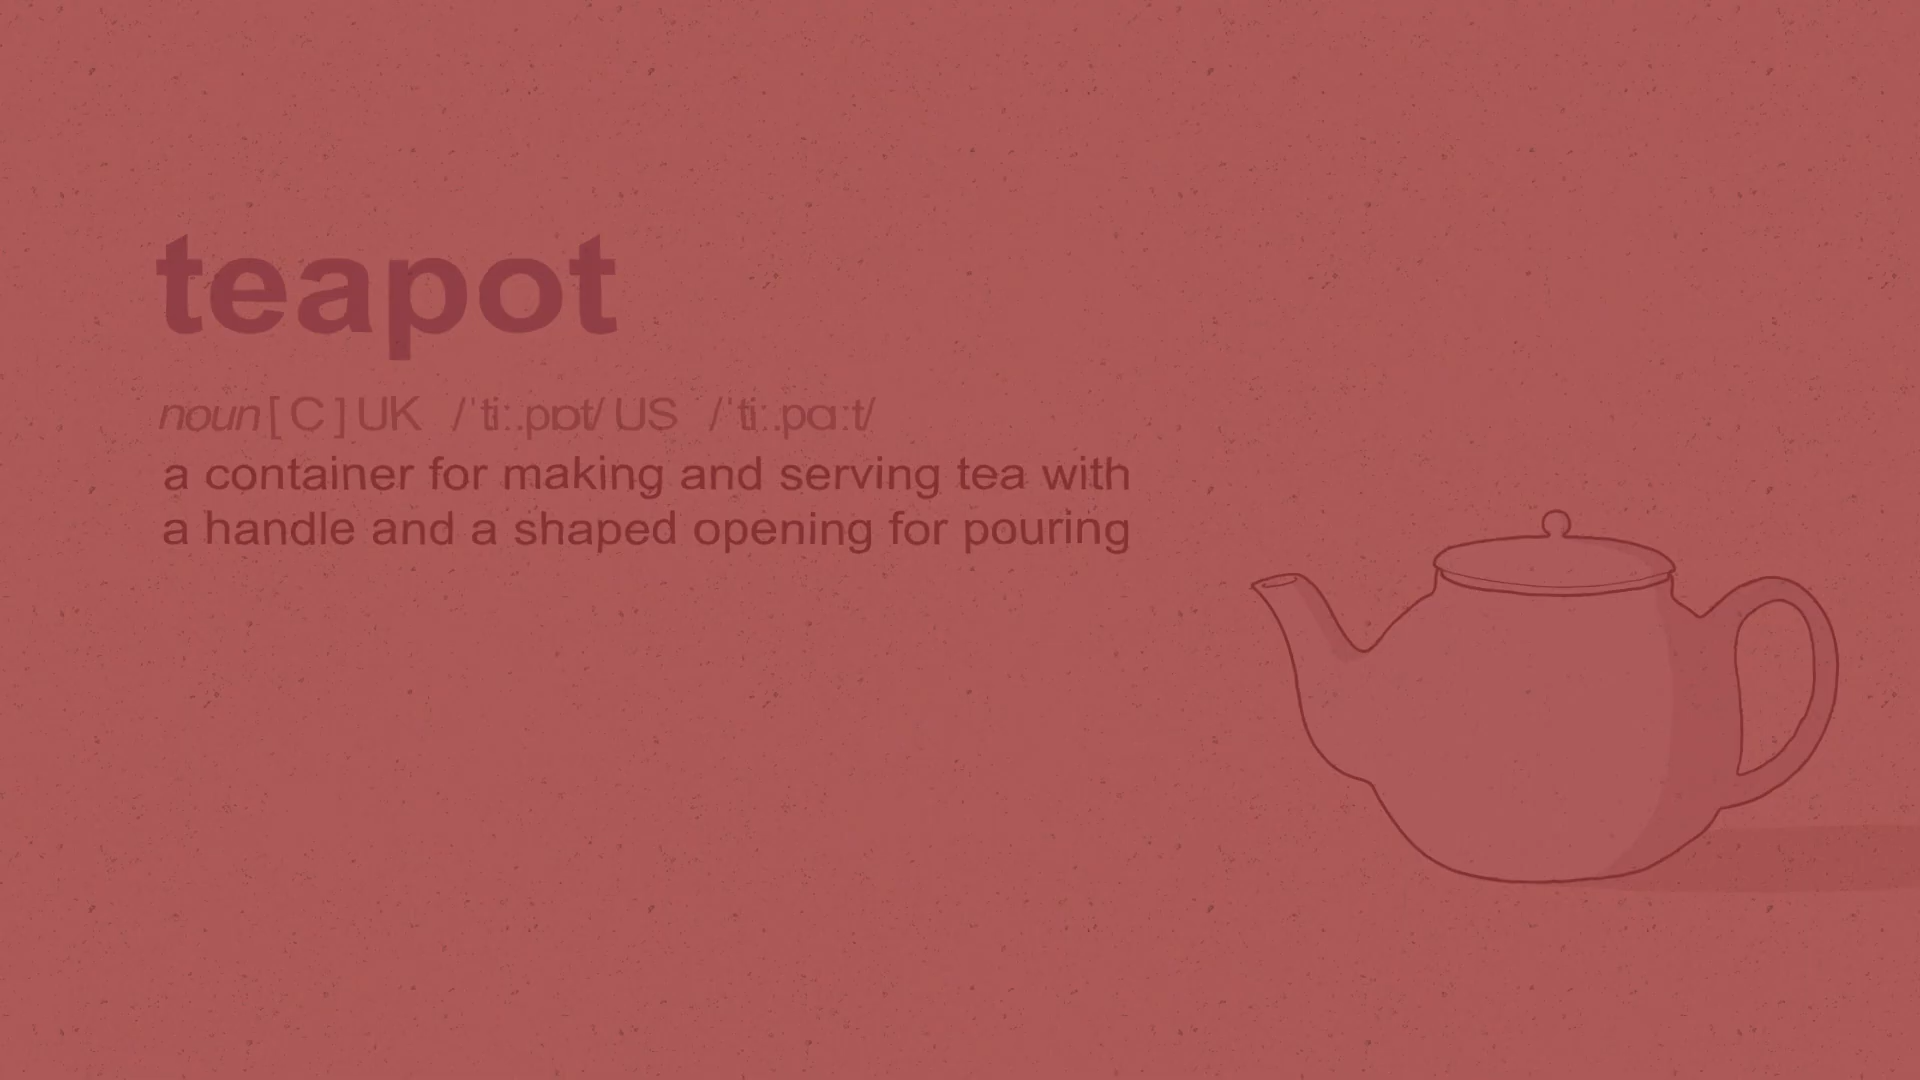 teapot
noun [ C ] UK /ˈtiː.pɒt/ US /ˈtiː.pɑːt/
a container for making and serving tea with
a handle and a shaped opening for pouring